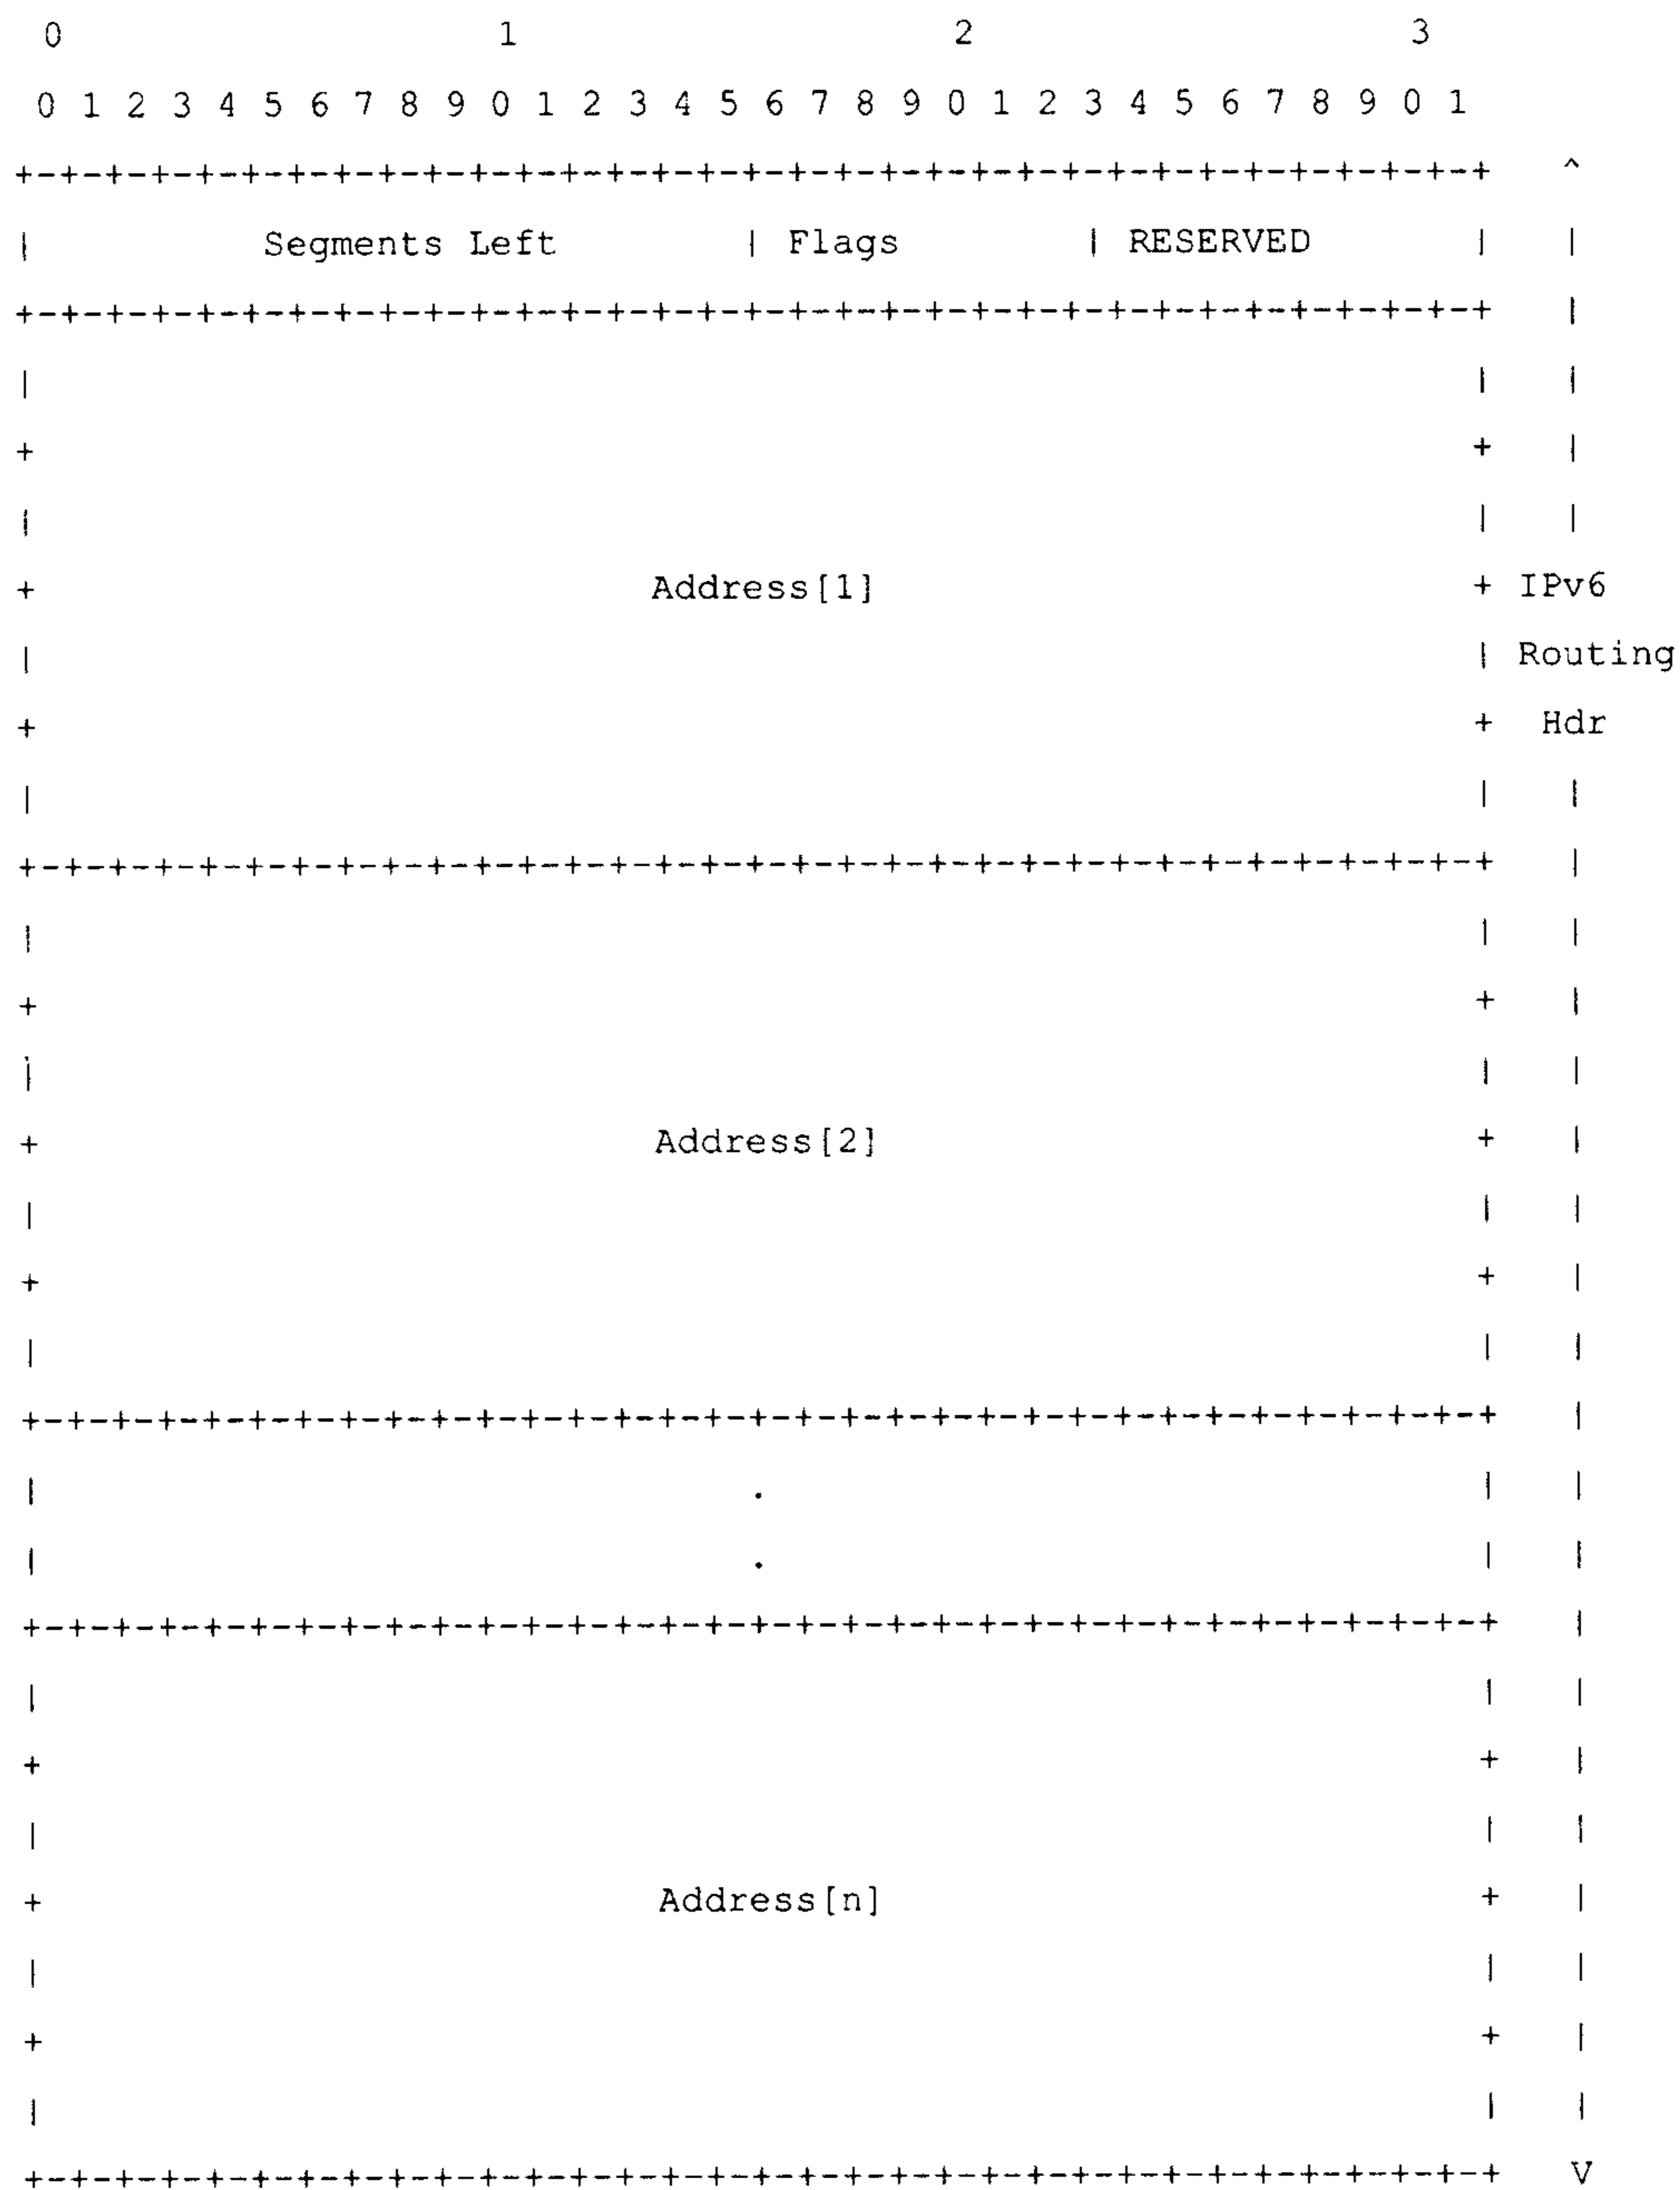 0                   1                   2                   3
 0 1 2 3 4 5 6 7 8 9 0 1 2 3 4 5 6 7 8 9 0 1 2 3 4 5 6 7 8 9 0 1
+-+-+-+-+-+-+-+-+-+-+-+-+-+-+-+-+-+-+-+-+-+-+-+-+-+-+-+-+-+-+-+-+   ^
|          Segments Left        | Flags        | RESERVED       |   |
+-+-+-+-+-+-+-+-+-+-+-+-+-+-+-+-+-+-+-+-+-+-+-+-+-+-+-+-+-+-+-+-+   |
|                                                               |   |
+                                                               +   |
|                                                               |   |
+                           Address[1]                          + IPv6
|                                                               | Routing
+                                                               +  Hdr
|                                                               |   |
+-+-+-+-+-+-+-+-+-+-+-+-+-+-+-+-+-+-+-+-+-+-+-+-+-+-+-+-+-+-+-+-+   |
|                                                               |   |
+                                                               +   |
|                                                               |   |
+                           Address[2]                          +   |
|                                                               |   |
+                                                               +   |
|                                                               |   |
+-+-+-+-+-+-+-+-+-+-+-+-+-+-+-+-+-+-+-+-+-+-+-+-+-+-+-+-+-+-+-+-+   |
|                               .                               |   |
|                               .                               |   |
+-+-+-+-+-+-+-+-+-+-+-+-+-+-+-+-+-+-+-+-+-+-+-+-+-+-+-+-+-+-+-+-+   |
|                                                               |   |
+                                                               +   |
|                                                               |   |
+                           Address[n]                          +   |
|                                                               |   |
+                                                               +   |
|                                                               |   |
+-+-+-+-+-+-+-+-+-+-+-+-+-+-+-+-+-+-+-+-+-+-+-+-+-+-+-+-+-+-+-+-+   V